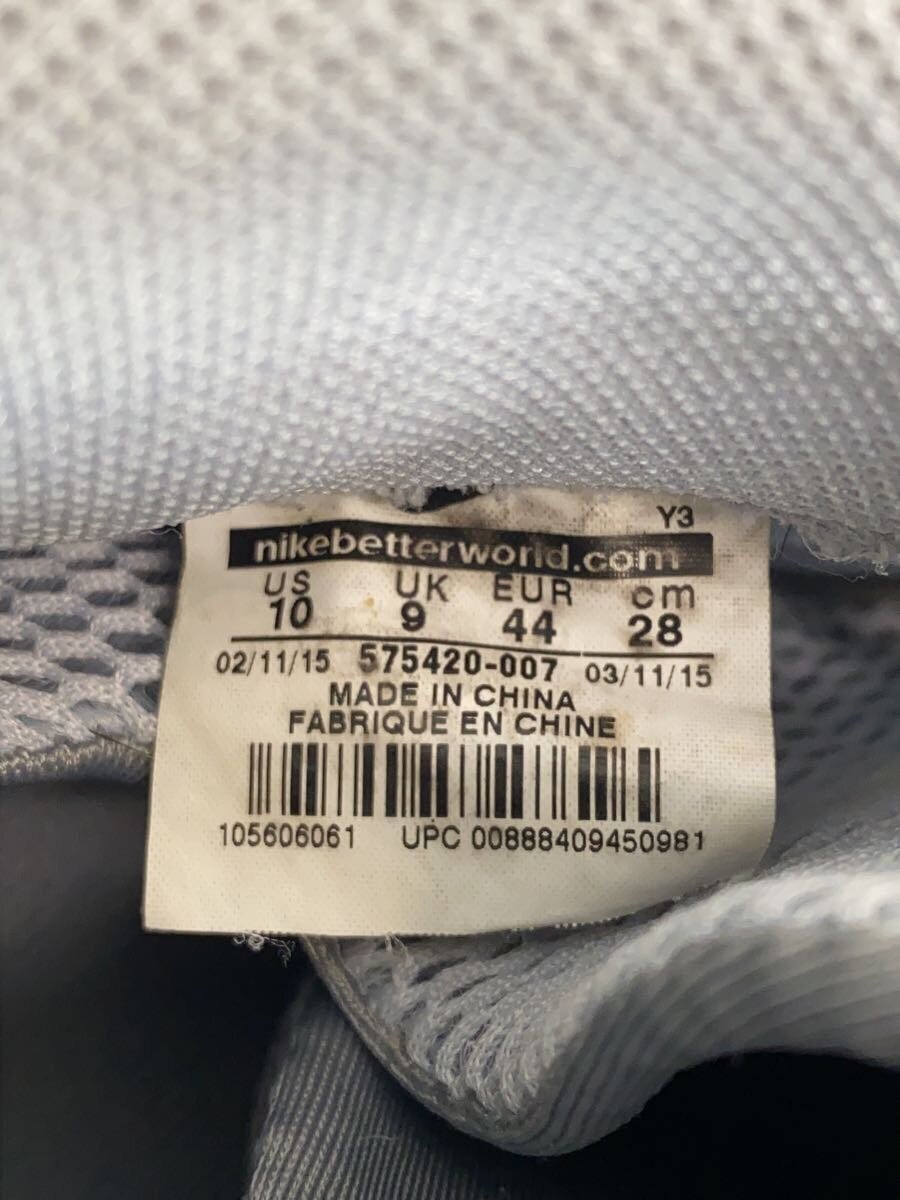 Y3
nikebetterworld.com
US UK EUR cm
10 9 44 28
02/11/15 575420-007 03/11/15
MADE IN CHINA
FABRIQUE EN CHINE
105606061 UPC 00888409450981